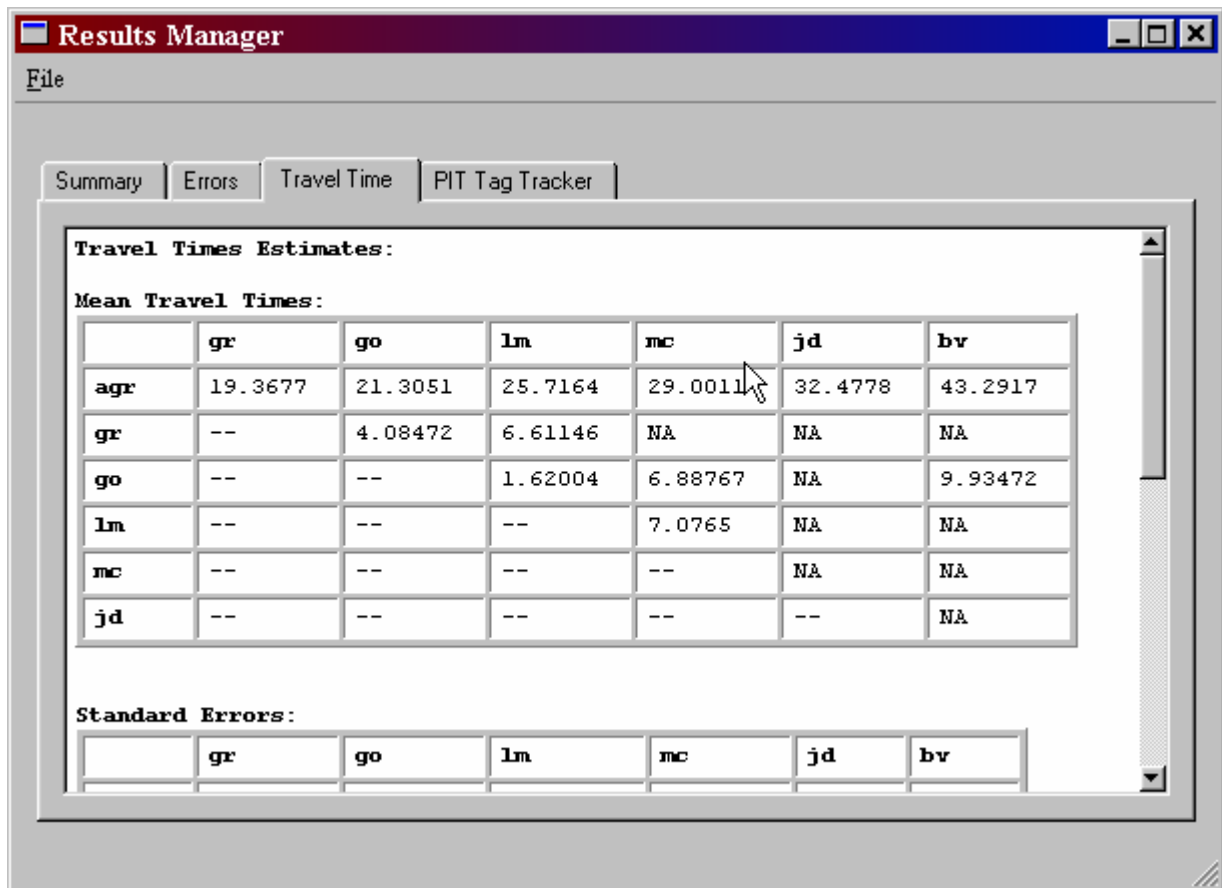 Results Manager
File
Summary Errors Travel Time PIT Tag Tracker
Travel Times Estimates:
Mean Travel Times:
gr go lm mc jd bv
agr 19.3677 21.3051 25.7164 29.0011 32.4778 43.2917
gr -- 4.08472 6.61146 NA NA NA
go -- -- 1.62004 6.88767 NA 9.93472
lm -- -- -- 7.0765 NA NA
mc -- -- -- -- NA NA
jd -- -- -- -- -- NA
Standard Errors:
gr go lm mc jd bv